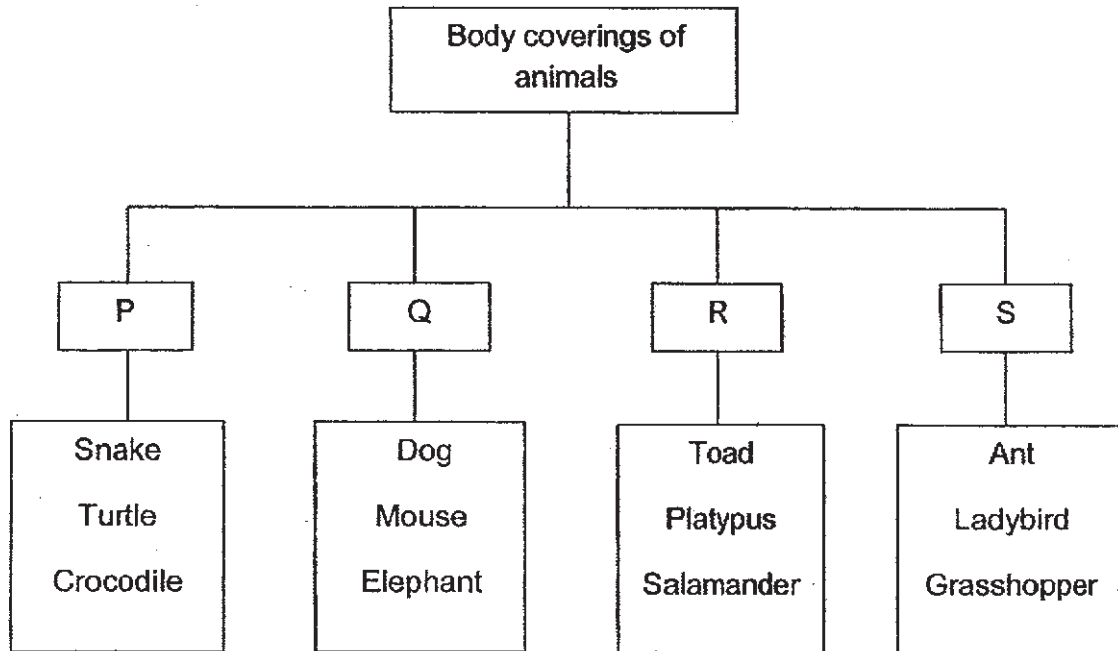 Body coverings of
animals
P
Q
R
S
Snake
Turtle
Crocodile
Dog
Mouse
Elephant
Toad
Platypus
Salamander
Ant
Ladybird
Grasshopper